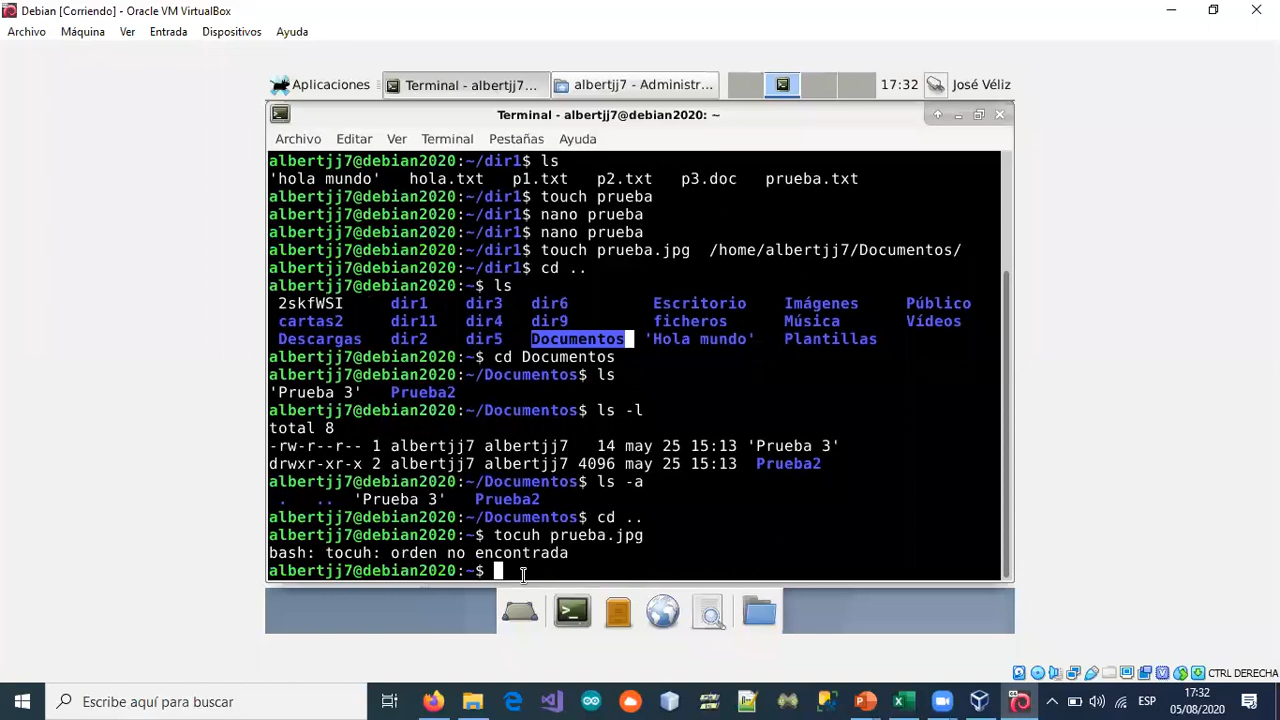 Debian [Corriendo] - Oracle VM VirtualBox
Archivo Máquina Ver Entrada Dispositivos Ayuda
Aplicaciones Terminal - albertjj7... albertjj7 - Administr... 17:32 José Véliz
Terminal - albertjj7@debian2020: ~
Archivo Editar Ver Terminal Pestañas Ayuda
albertjj7@debian2020:~/dir1$ ls
'hola mundo' hola.txt p1.txt p2.txt p3.doc prueba.txt
albertjj7@debian2020:~/dir1$ touch prueba
albertjj7@debian2020:~/dir1$ nano prueba
albertjj7@debian2020:~/dir1$ nano prueba
albertjj7@debian2020:~/dir1$ touch prueba.jpg /home/albertjj7/Documentos/
albertjj7@debian2020:~/dir1$ cd ..
albertjj7@debian2020:~$ ls
2skfWSI dir1 dir3 dir6 Escritorio Imágenes Público
cartas2 dir11 dir4 dir9 ficheros Música Vídeos
Descargas dir2 dir5 Documentos 'Hola mundo' Plantillas
albertjj7@debian2020:~$ cd Documentos
albertjj7@debian2020:~/Documentos$ ls
'Prueba 3' Prueba2
albertjj7@debian2020:~/Documentos$ ls -l
total 8
-rw-r--r-- 1 albertjj7 albertjj7 14 may 25 15:13 'Prueba 3'
drwxr-xr-x 2 albertjj7 albertjj7 4096 may 25 15:13 Prueba2
albertjj7@debian2020:~/Documentos$ ls -a
. .. 'Prueba 3' Prueba2
albertjj7@debian2020:~/Documentos$ cd ..
albertjj7@debian2020:~$ tocuh prueba.jpg
bash: tocuh: orden no encontrada
albertjj7@debian2020:~$
CTRL DERECHA
Escribe aquí para buscar
ESP
17:32
05/08/2020